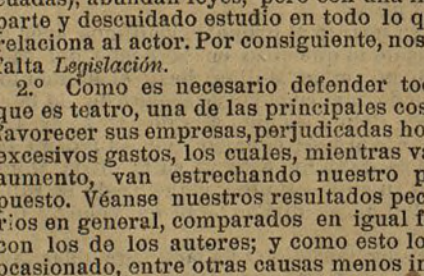 parte y descuidado estudio en todo lo q
relaciona al actor. Por consiguiente, nos
falta Legislación.
2.º Como es necesario defender to
que es teatro, una de las principales cos
favorecer sus empresas, perjudicadas ho
excesivos gastos, los cuales, mientras v
aumento, van estrechando nuestro p
puesto. Véanse nuestros resultados pec
rios en general, comparados en igual f
con los de los autores; y como esto lo
ocasionado, entre otras causas menos in